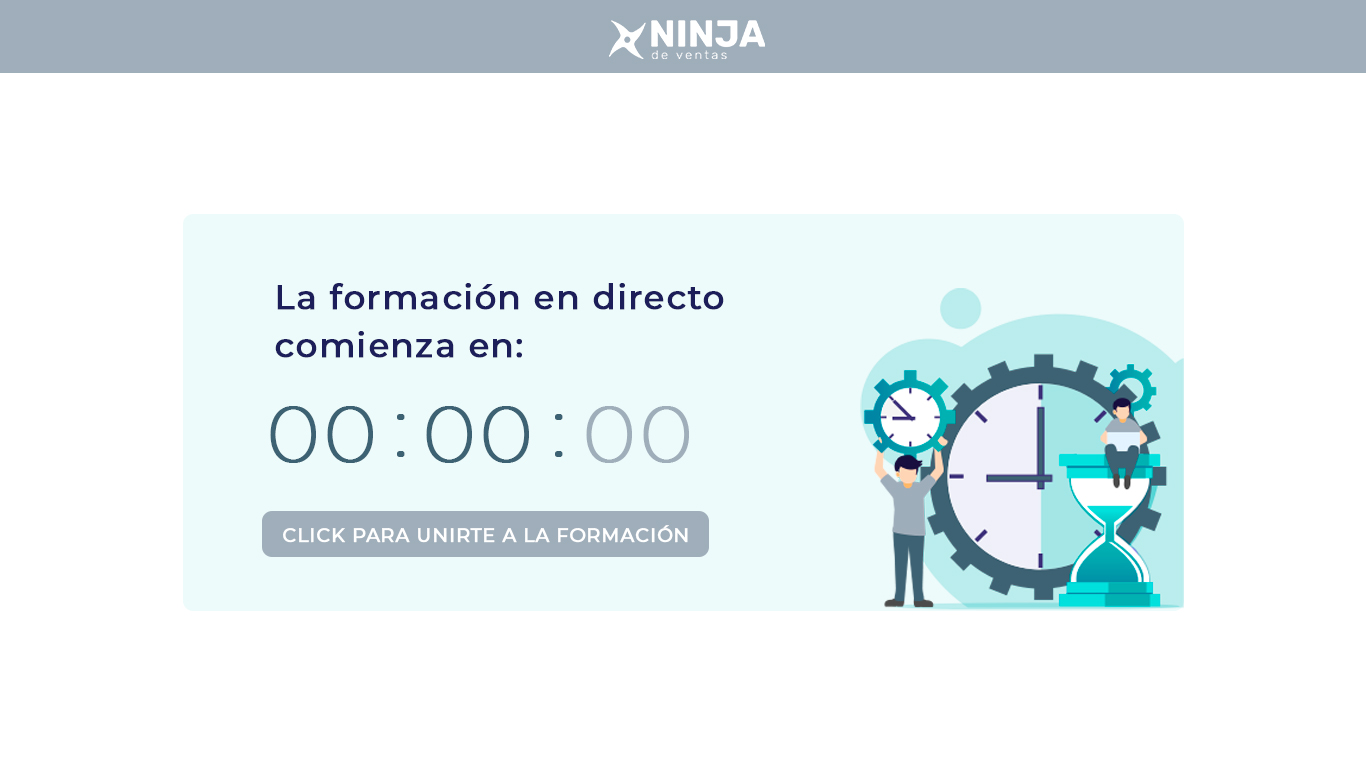 NINJA
de ventas
La formación en directo
comienza en:
00:00:00
CLICK PARA UNIRTE A LA FORMACIÓN